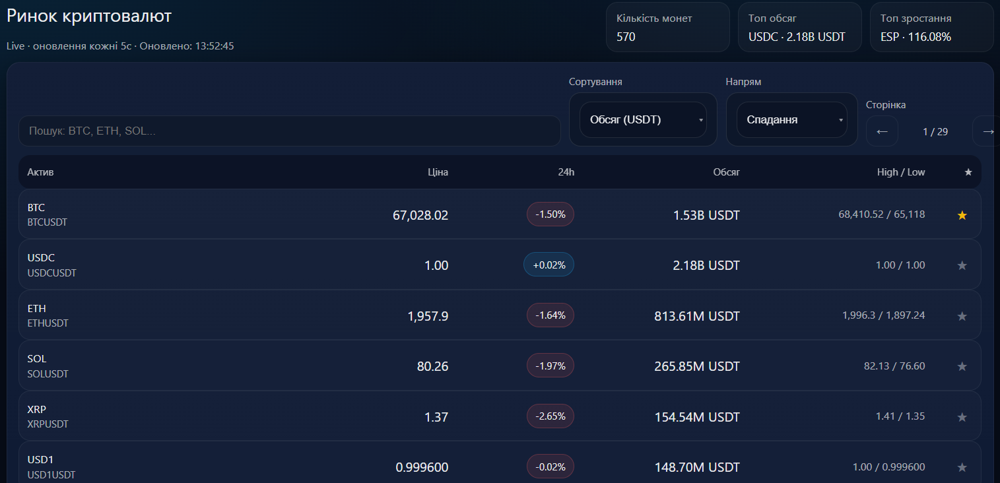 Ринок криптовалют
Live · оновлення кожні 5с · Оновлено: 13:52:45
Кількість монет
570
Топ обсяг
USDC · 2.18B USDT
Топ зростання
ESP · 116.08%
Сортування
Напрям
Сторінка
Пошук: BTC, ETH, SOL...
Обсяг (USDT)
Спадання
← 1 / 29 →
Актив Ціна 24h Обсяг High / Low ★
BTC
BTCUSDT
67,028.02 -1.50% 1.53B USDT 68,410.52 / 65,118 ★
USDC
USDCUSDT
1.00 +0.02% 2.18B USDT 1.00 / 1.00 ★
ETH
ETHUSDT
1,957.9 -1.64% 813.61M USDT 1,996.3 / 1,897.24 ★
SOL
SOLUSDT
80.26 -1.97% 265.85M USDT 82.13 / 76.60 ★
XRP
XRPUSDT
1.37 -2.65% 154.54M USDT 1.41 / 1.35 ★
USD1
USD1USDT
0.999600 -0.02% 148.70M USDT 1.00 / 0.999600 ★